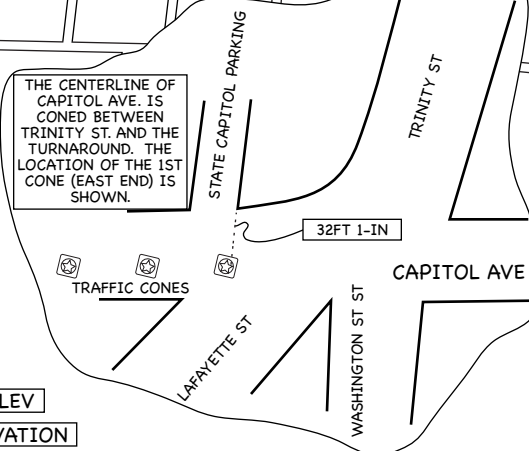 THE CENTERLINE OF
CAPITOL AVE. IS
CONED BETWEEN
TRINITY ST. AND THE
TURNAROUND. THE
LOCATION OF THE 1ST
CONE (EAST END) IS
SHOWN.
STATE CAPITOL PARKING
TRINITY ST
32FT 1-IN
CAPITOL AVE
TRAFFIC CONES
LAFAYETTE ST
WASHINGTON ST ST
LEV
VATION